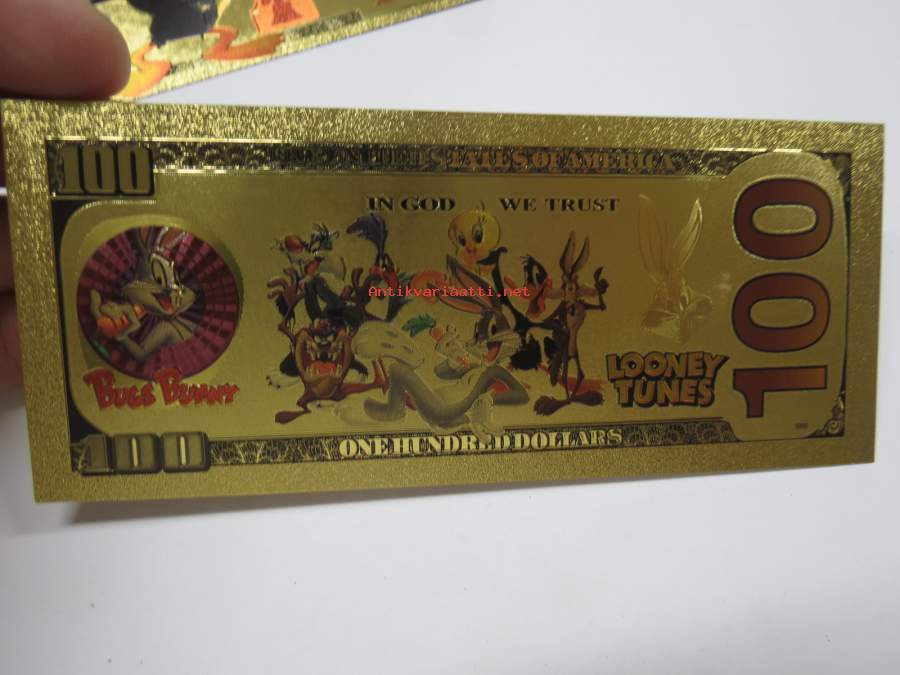 100
THE UNITED STATES OF AMERICA
IN GOD WE TRUST
100
Antikvariaatti.net
BUGS BUNNY
LOONEY
TUNES
100
ONE HUNDRED DOLLARS